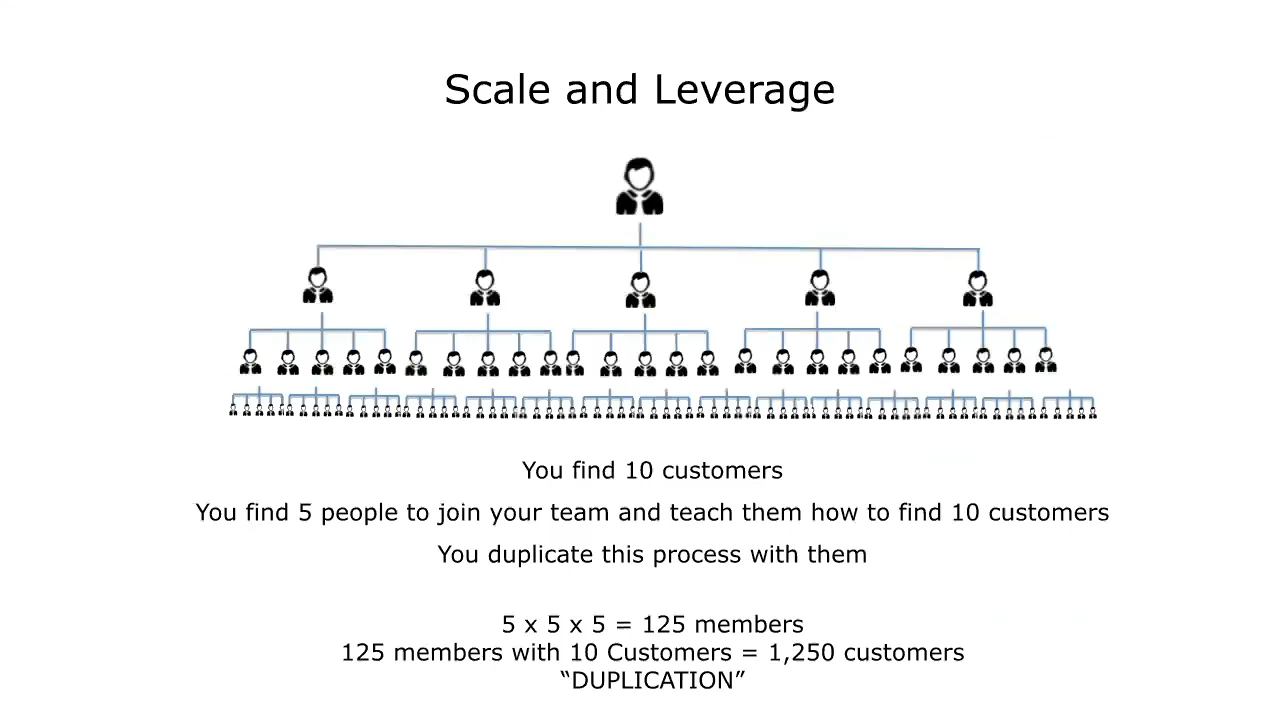 Scale and Leverage
You find 10 customers
You find 5 people to join your team and teach them how to find 10 customers
You duplicate this process with them
5 x 5 x 5 = 125 members
125 members with 10 Customers = 1,250 customers
“DUPLICATION”